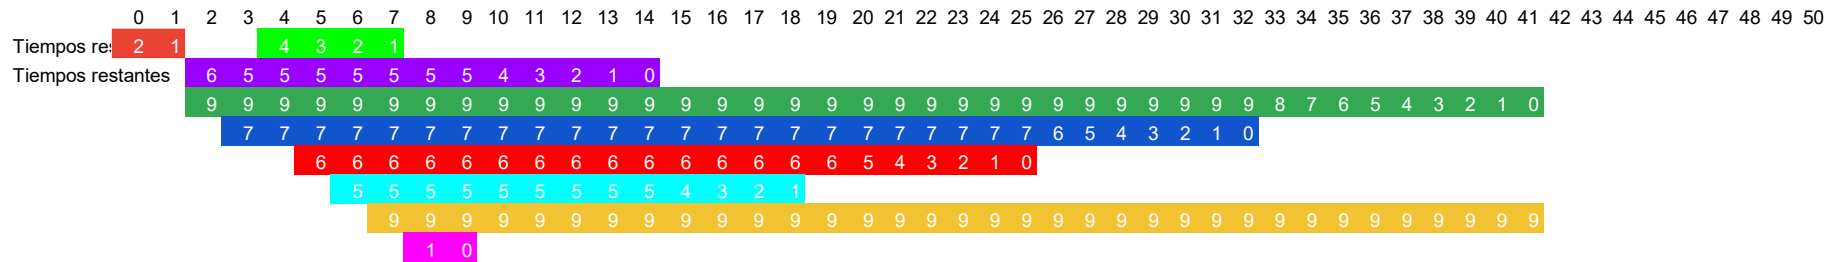 0 1 2 3 4 5 6 7 8 9 10 11 12 13 14 15 16 17 18 19 20 21 22 23 24 25 26 27 28 29 30 31 32 33 34 35 36 37 38 39 40 41 42 43 44 45 46 47 48 49 50
Tiempos res 2 1 4 3 2 1
Tiempos restantes 6 5 5 5 5 5 5 5 4 3 2 1 0
9 9 9 9 9 9 9 9 9 9 9 9 9 9 9 9 9 9 9 9 9 9 9 9 9 9 9 9 9 9 9 8 7 6 5 4 3 2 1 0
7 7 7 7 7 7 7 7 7 7 7 7 7 7 7 7 7 7 7 7 7 7 7 6 5 4 3 2 1 0
6 6 6 6 6 6 6 6 6 6 6 6 6 6 6 5 4 3 2 1 0
5 5 5 5 5 5 5 5 5 4 3 2 1
9 9 9 9 9 9 9 9 9 9 9 9 9 9 9 9 9 9 9 9 9 9 9 9 9 9 9 9 9 9 9 9 9 9 9
1 0